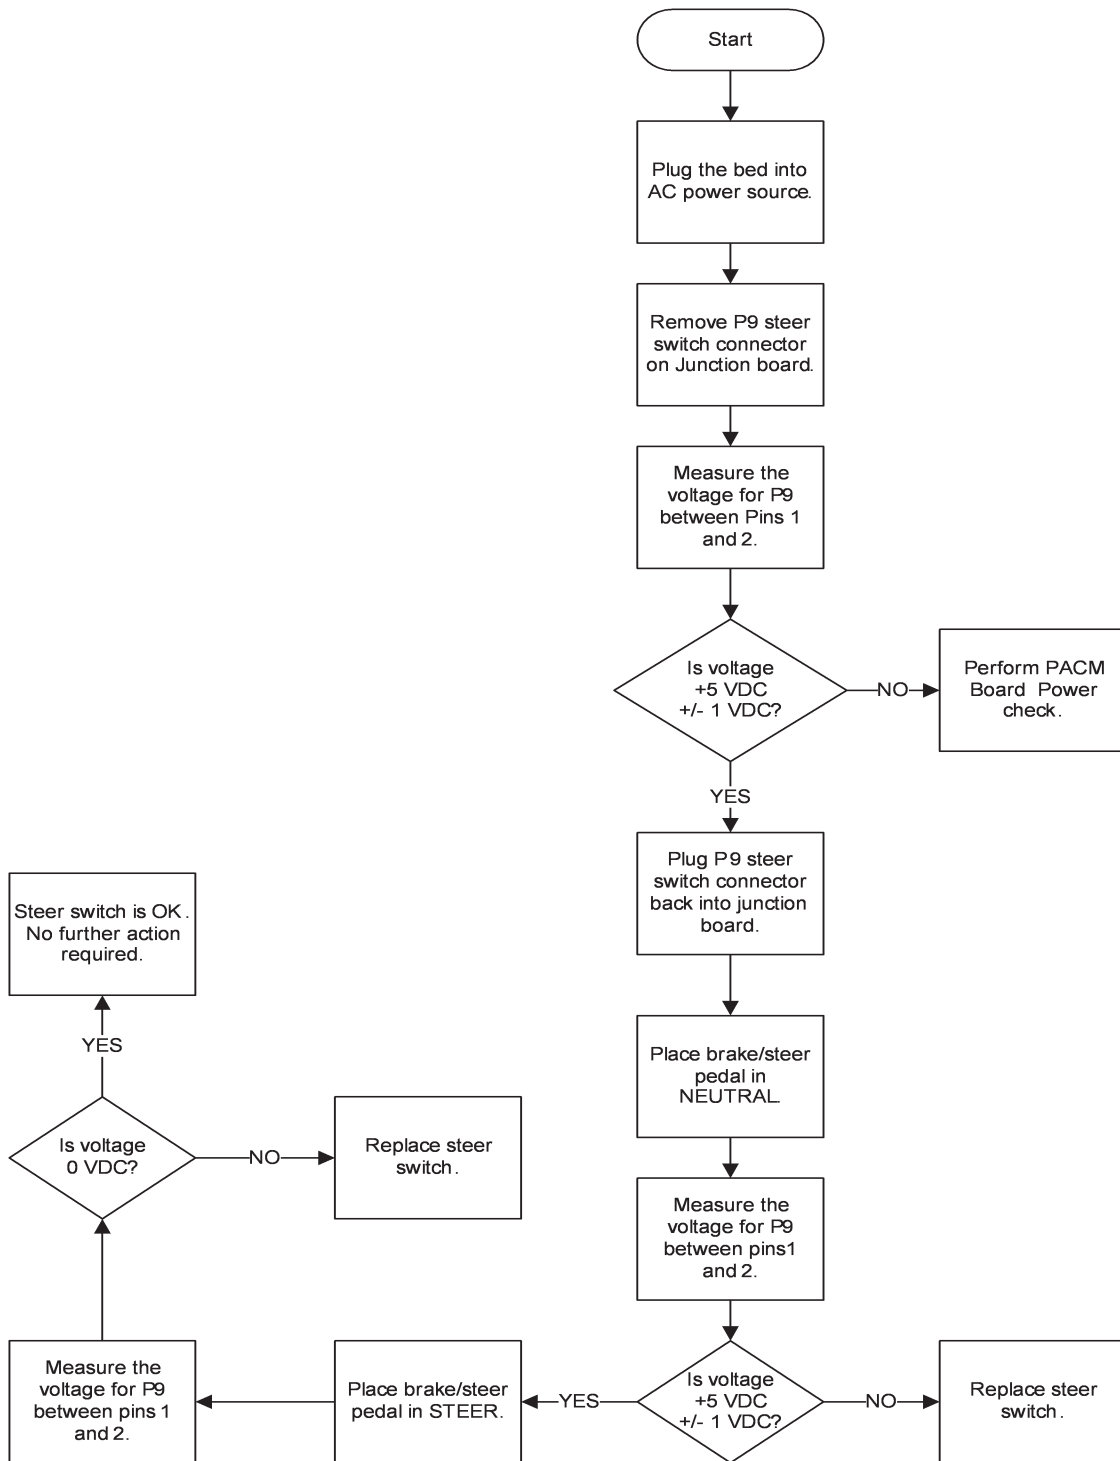 Start
Plug the bed into
AC power source.
Remove P9 steer
switch connector
on Junction board.
Measure the
voltage for P9
between Pins 1
and 2.
Is voltage
+5 VDC
+/- 1 VDC?
NO
Perform PACM
Board Power
check.
YES
Plug P9 steer
switch connector
back into junction
board.
Place brake/steer
pedal in
NEUTRAL.
Measure the
voltage for P9
between pins1
and 2.
Is voltage
+5 VDC
+/- 1 VDC?
NO
Replace steer
switch.
YES
Place brake/steer
pedal in STEER.
Measure the
voltage for P9
between pins 1
and 2.
Is voltage
0 VDC?
NO
Replace steer
switch.
YES
Steer switch is OK.
No further action
required.